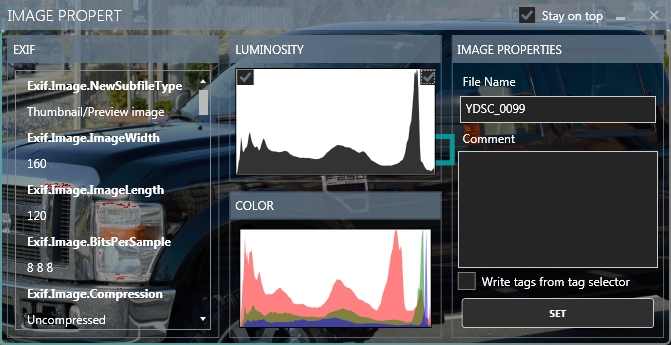 IMAGE PROPERT
Stay on top
EXIF
Exif.Image.NewSubfileType
Thumbnail/Preview image
Exif.Image.ImageWidth
160
Exif.Image.ImageLength
120
Exif.Image.BitsPerSample
8 8 8
Exif.Image.Compression
Uncompressed
LUMINOSITY
COLOR
IMAGE PROPERTIES
File Name
YDSC_0099
Comment
Write tags from tag selector
SET